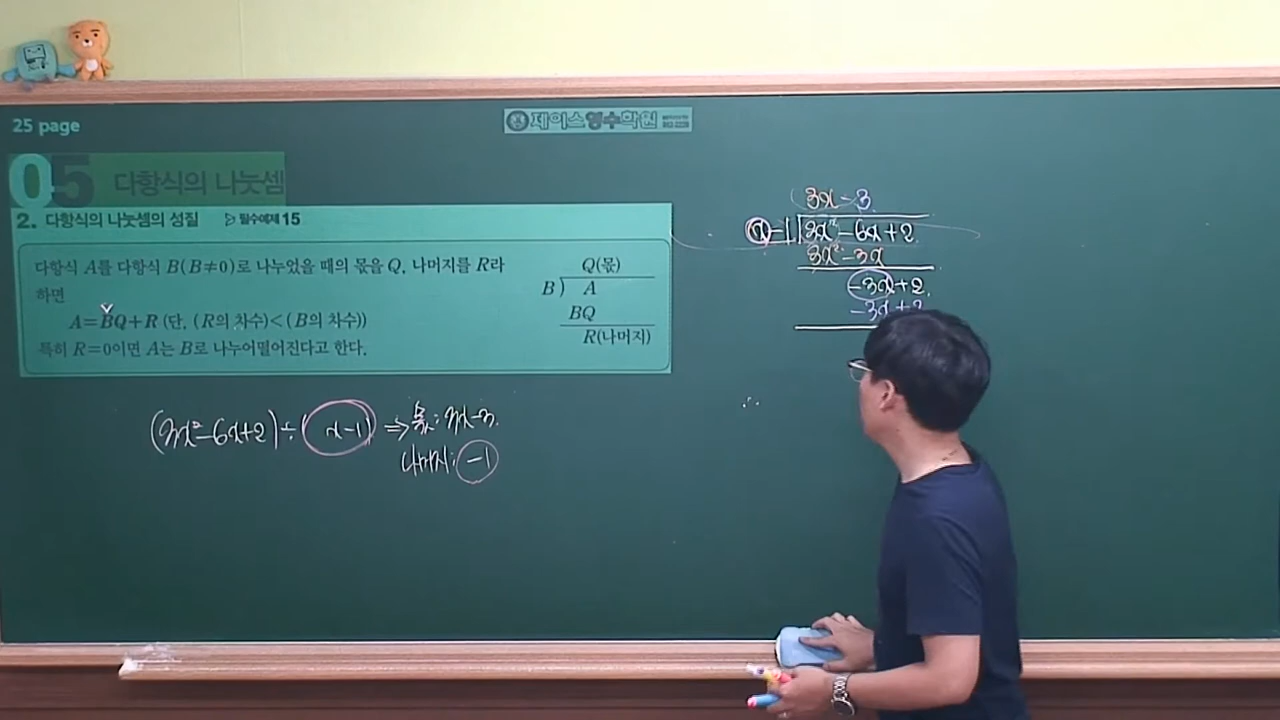 25 page
제이스영수학원
05 다항식의 나눗셈
2. 다항식의 나눗셈의 성질 ▷ 필수예제 15
다항식 A를 다항식 B(B≠0)로 나누었을 때의 몫을 Q, 나머지를 R라
하면
A=BQ+R (단, (R의 차수)<(B의 차수))
특히 R=0이면 A는 B로 나누어떨어진다고 한다.
Q(몫)
B) A
BQ
R(나머지)
(3x²-6x+2)÷(x-1) ⇒ 몫: 3x-3.
나머지: -1
3x-3
x-1 3x²-6x+2
3x²-3x
-3x+2
-3x+3
∴